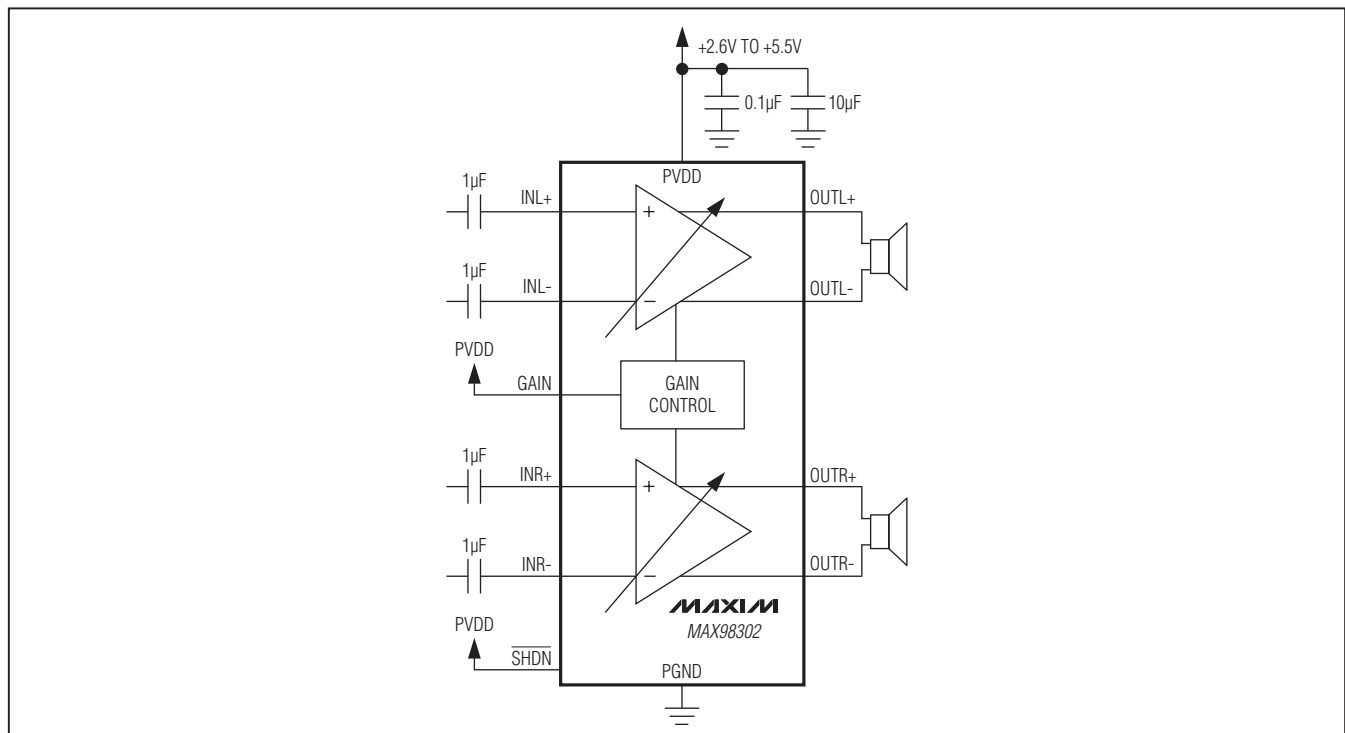 +2.6V TO +5.5V
0.1µF
10µF
PVDD
1µF
INL+
+
OUTL+
1µF
INL-
−
OUTL-
PVDD
GAIN
GAIN
CONTROL
1µF
INR+
+
OUTR+
1µF
INR-
−
OUTR-
MAXIM
MAX98302
PVDD
SHDN
PGND